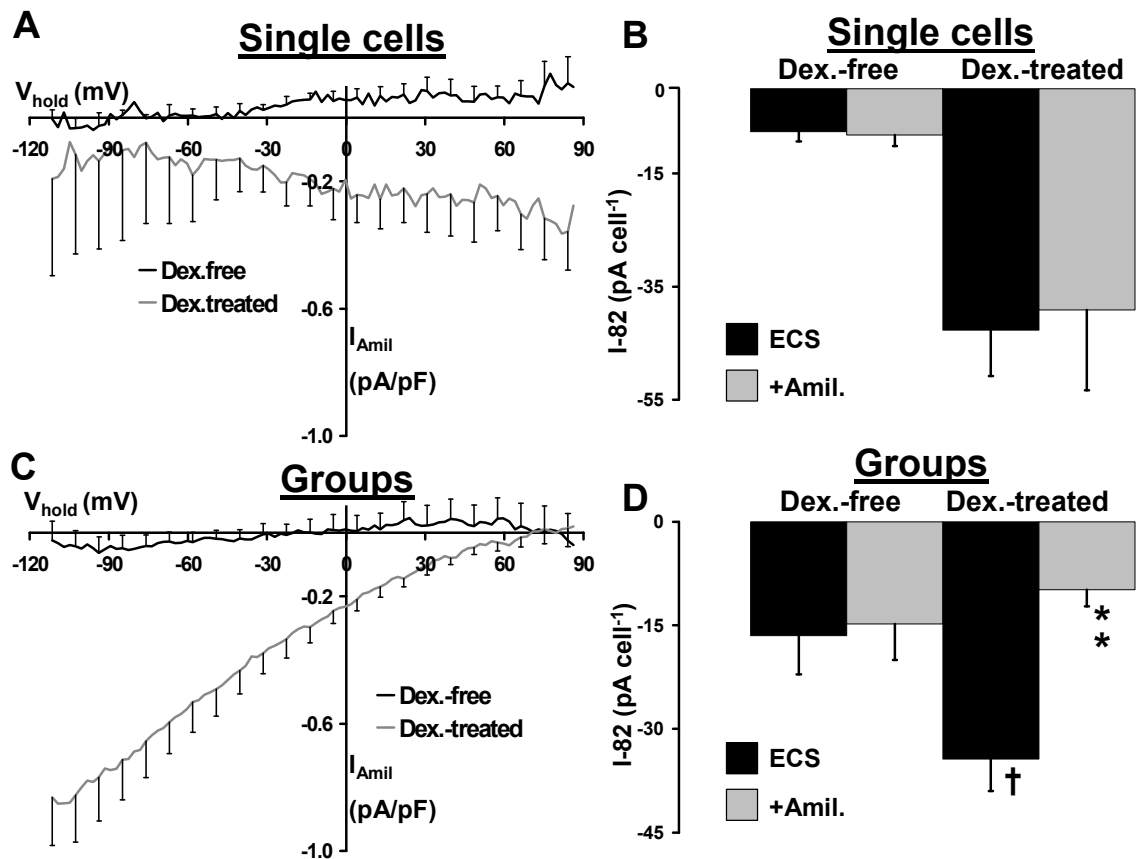 A
Single cells
V hold (mV)
-120 -90 -60 -30 0 30 60 90
-0.2
-0.6
-1.0
Dex.free
Dex.treated
I Amil
(pA/pF)
B
Single cells
Dex.-free Dex.-treated
0
-15
-35
-55
I-82 (pA cell-1)
ECS
+Amil.
C
Groups
V hold (mV)
-120 -90 -60 -30 0 30 60 90
-0.2
-0.6
-1.0
Dex.-free
Dex.-treated
I Amil
(pA/pF)
D
Groups
Dex.-free Dex.-treated
0
-15
-30
-45
I-82 (pA cell-1)
ECS
+Amil.
*
*
†